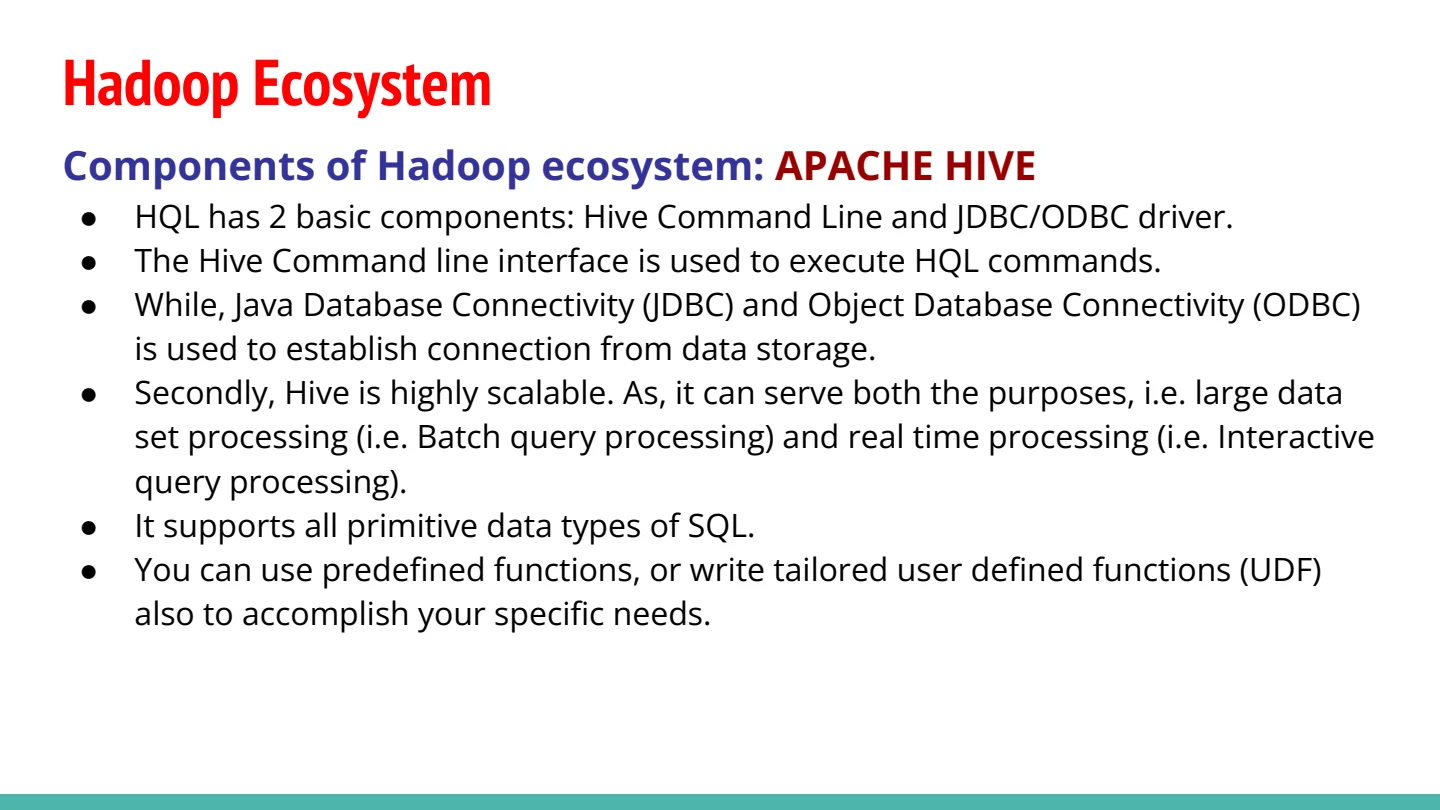 Hadoop Ecosystem
Components of Hadoop ecosystem: APACHE HIVE
● HQL has 2 basic components: Hive Command Line and JDBC/ODBC driver.
● The Hive Command line interface is used to execute HQL commands.
● While, Java Database Connectivity (JDBC) and Object Database Connectivity (ODBC)
is used to establish connection from data storage.
● Secondly, Hive is highly scalable. As, it can serve both the purposes, i.e. large data
set processing (i.e. Batch query processing) and real time processing (i.e. Interactive
query processing).
● It supports all primitive data types of SQL.
● You can use predefined functions, or write tailored user defined functions (UDF)
also to accomplish your specific needs.